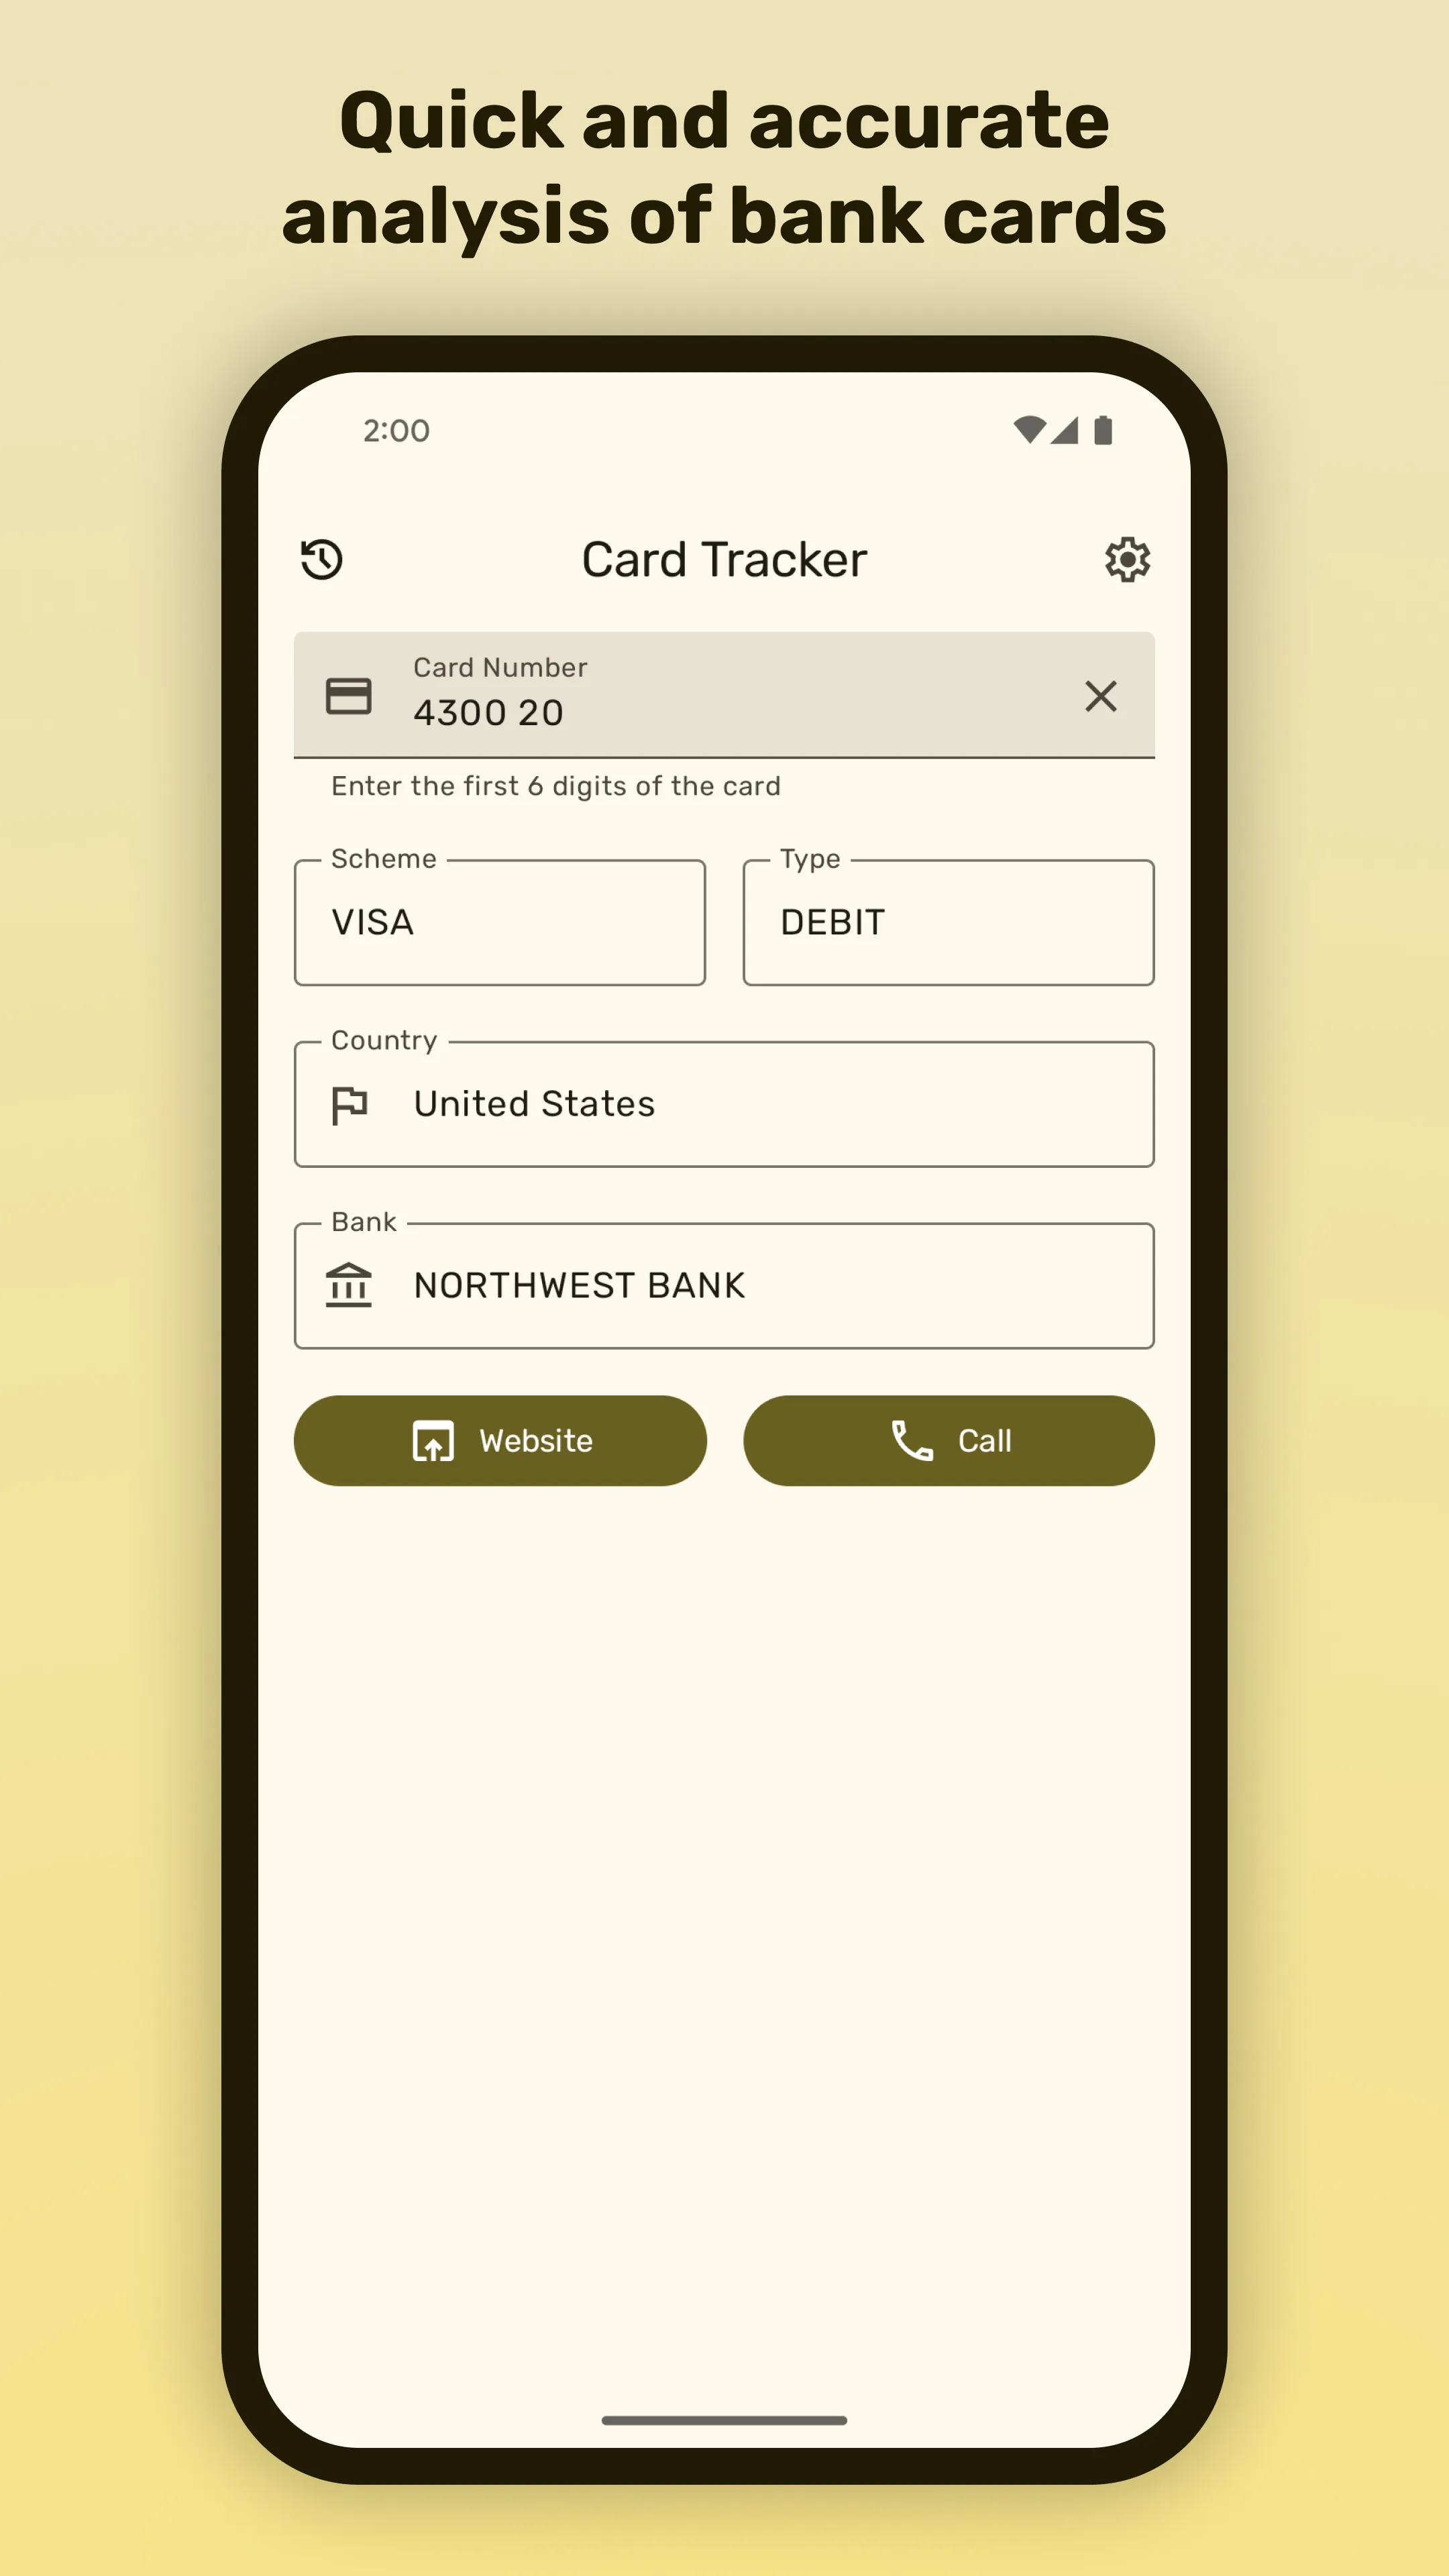 Quick and accurate
analysis of bank cards
2:00
Card Tracker
Card Number
4300 20
Enter the first 6 digits of the card
Scheme
VISA
Type
DEBIT
Country
United States
Bank
NORTHWEST BANK
Website
Call